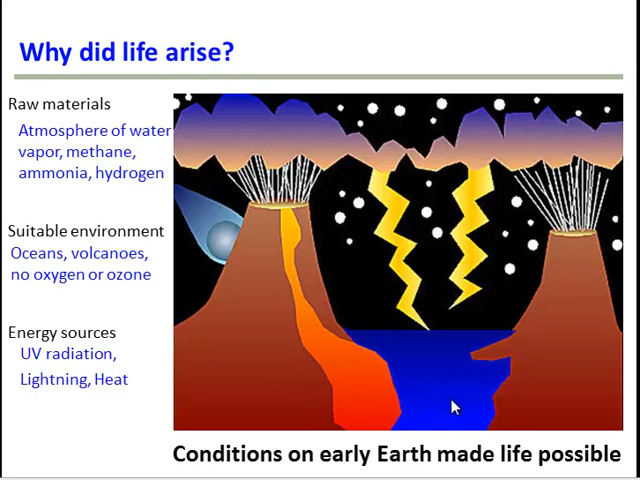 Why did life arise?
Raw materials
Atmosphere of water
vapor, methane,
ammonia, hydrogen
Suitable environment
Oceans, volcanoes,
no oxygen or ozone
Energy sources
UV radiation,
Lightning, Heat
Conditions on early Earth made life possible